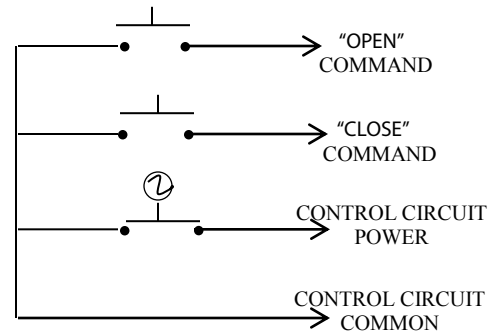 “OPEN”
COMMAND
“CLOSE”
COMMAND
CONTROL CIRCUIT
POWER
CONTROL CIRCUIT
COMMON